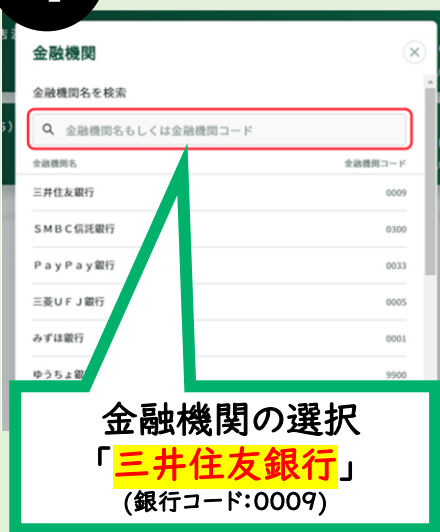 金融機関
金融機関名を検索
金融機関名もしくは金融機関コード
金融機関名 金融機関コード
三井住友銀行 0009
SMBC信託銀行 0300
PayPay銀行 0033
三菱UFJ銀行 0005
みずほ銀行 0001
ゆうちょ銀 9900
金融機関の選択
「三井住友銀行」
(銀行コード:0009)